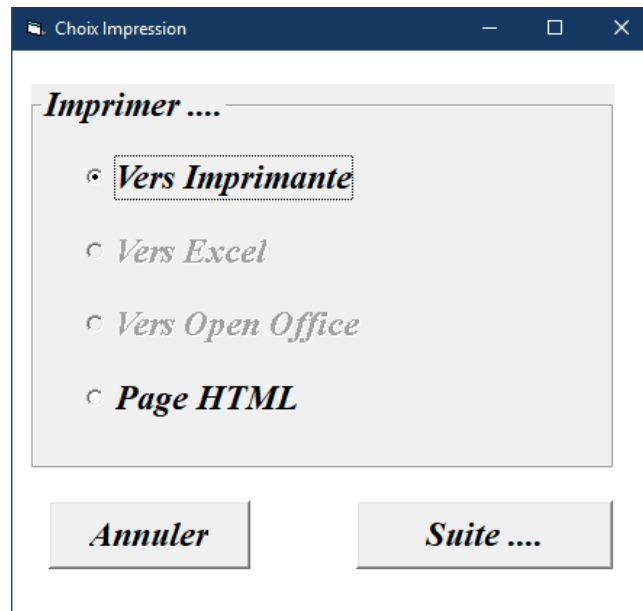 Choix Impression
Imprimer ....
Vers Imprimante
Vers Excel
Vers Open Office
Page HTML
Annuler
Suite ....